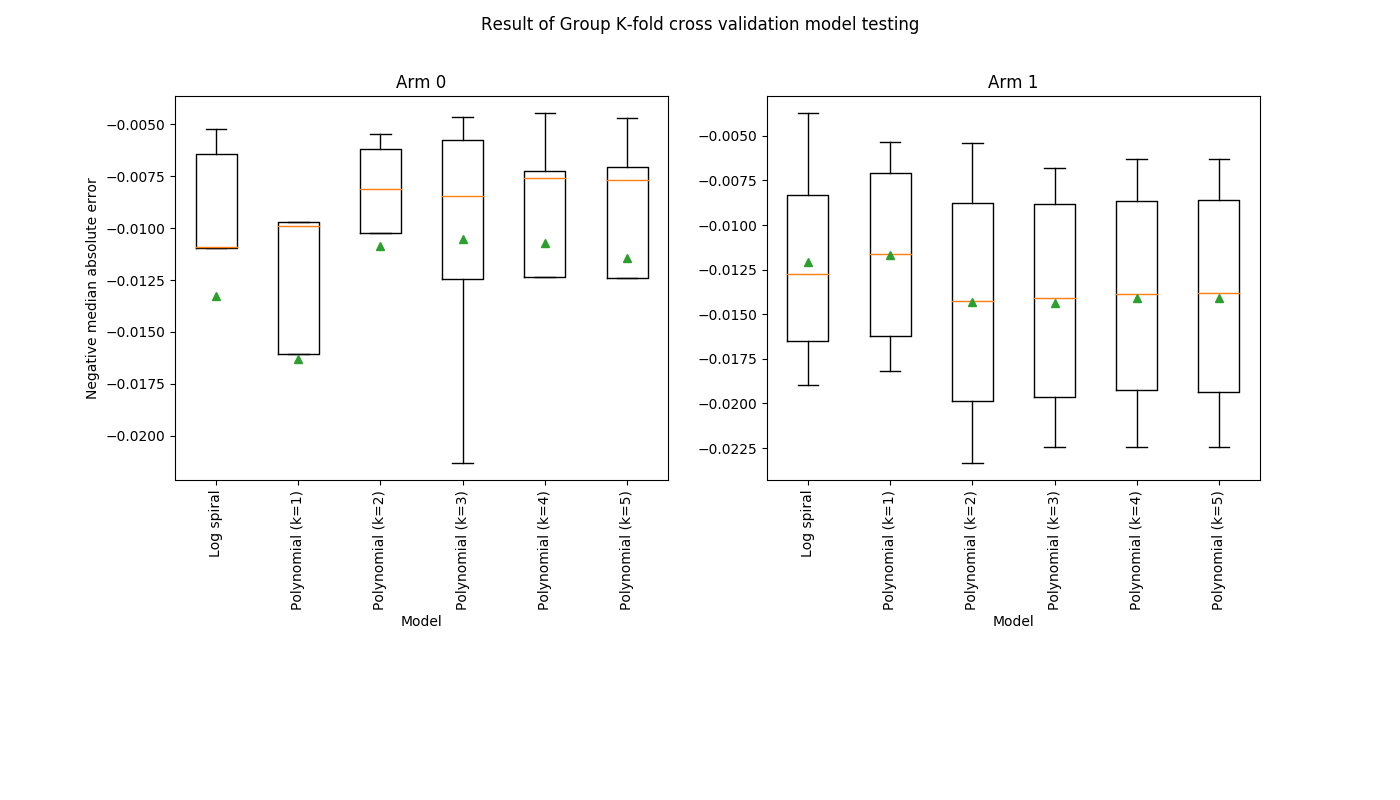 Result of Group K-fold cross validation model testing
Arm 0
Negative median absolute error
−0.0050
−0.0075
−0.0100
−0.0125
−0.0150
−0.0175
−0.0200
Log spiral
Polynomial (k=1)
Polynomial (k=2)
Polynomial (k=3)
Polynomial (k=4)
Polynomial (k=5)
Model
Arm 1
−0.0050
−0.0075
−0.0100
−0.0125
−0.0150
−0.0175
−0.0200
−0.0225
Log spiral
Polynomial (k=1)
Polynomial (k=2)
Polynomial (k=3)
Polynomial (k=4)
Polynomial (k=5)
Model